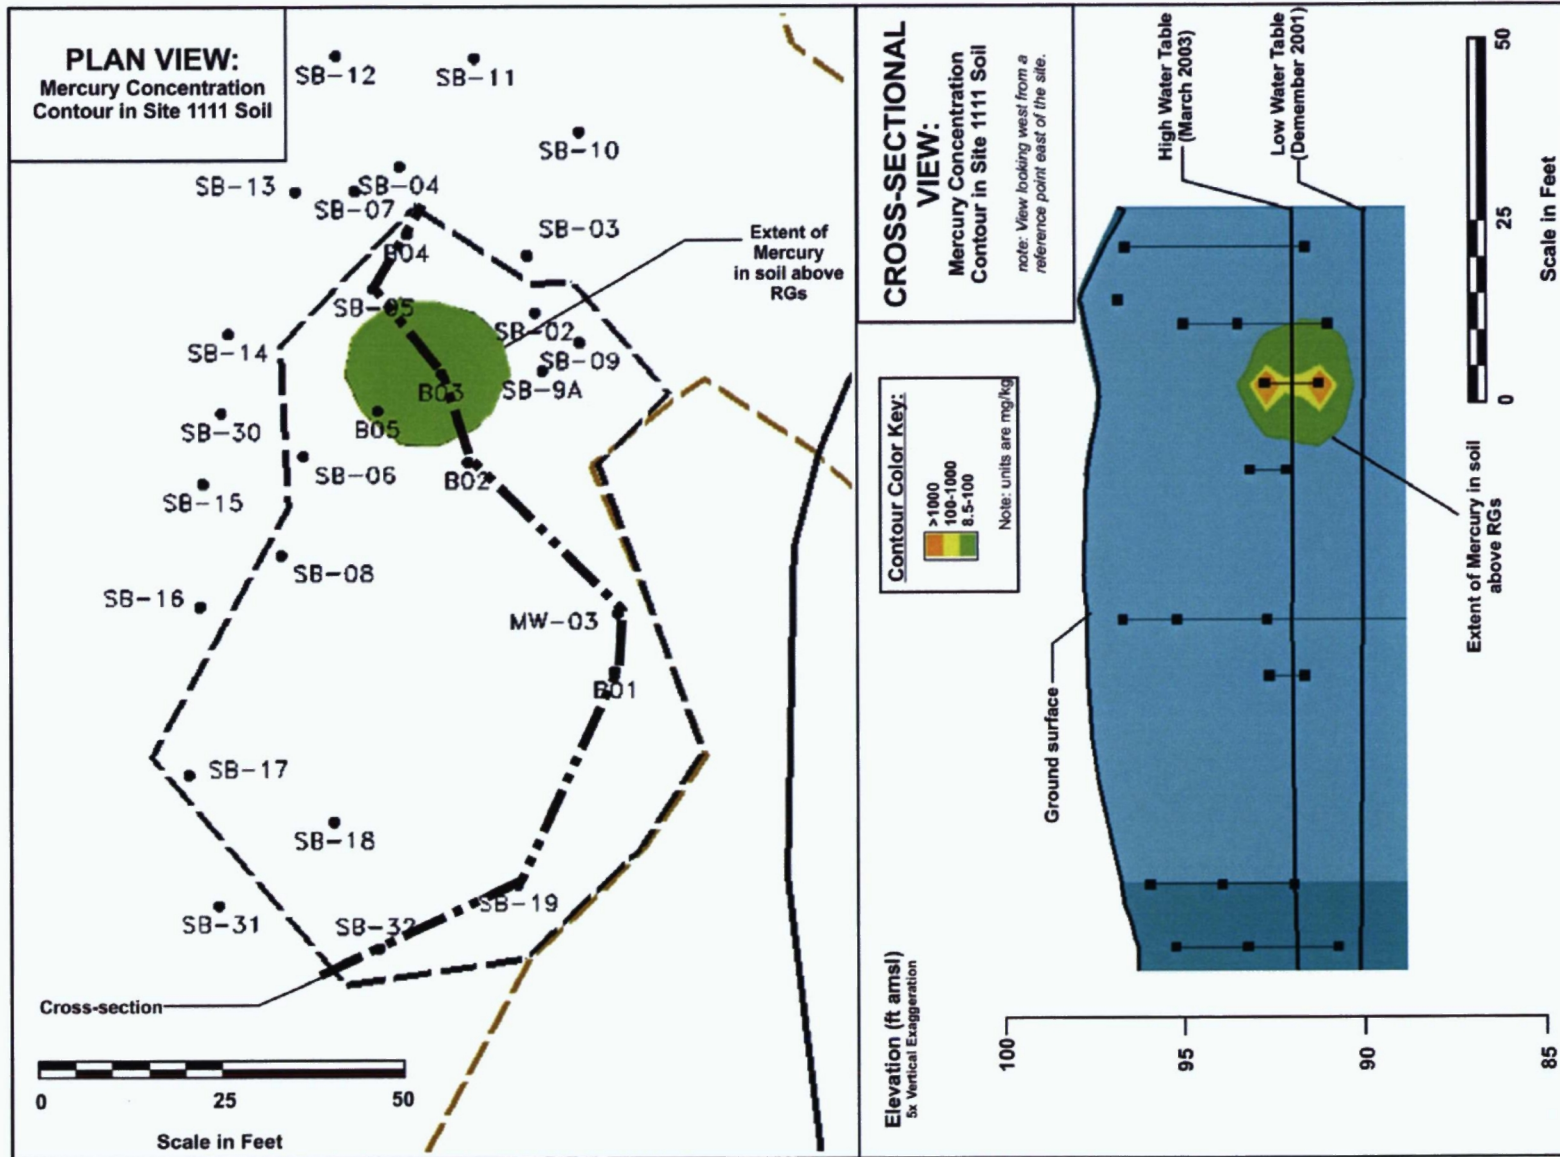 PLAN VIEW:
Mercury Concentration
Contour in Site 1111 Soil
SB-12
SB-11
SB-10
SB-13
SB-04
SB-07
SB-03
B04
Extent of
Mercury
in soil above
RGs
SB-05
SB-02
SB-14
SB-09
B03
SB-9A
SB-30
B05
SB-06
B02
SB-15
SB-08
SB-16
MW-03
B01
SB-17
SB-18
SB-19
SB-31
SB-32
Cross-section
0 25 50
Scale in Feet
CROSS-SECTIONAL
VIEW:
Mercury Concentration
Contour in Site 1111 Soil
note: View looking west from a
reference point east of the site.
High Water Table
(March 2003)
Low Water Table
(Demember 2001)
50
25
0
Scale in Feet
Contour Color Key:
>1000
100-1000
8.5-100
Note: units are mg/kg
Ground surface
Extent of Mercury in soil
above RGs
Elevation (ft amsl)
5x Vertical Exaggeration
100
95
90
85